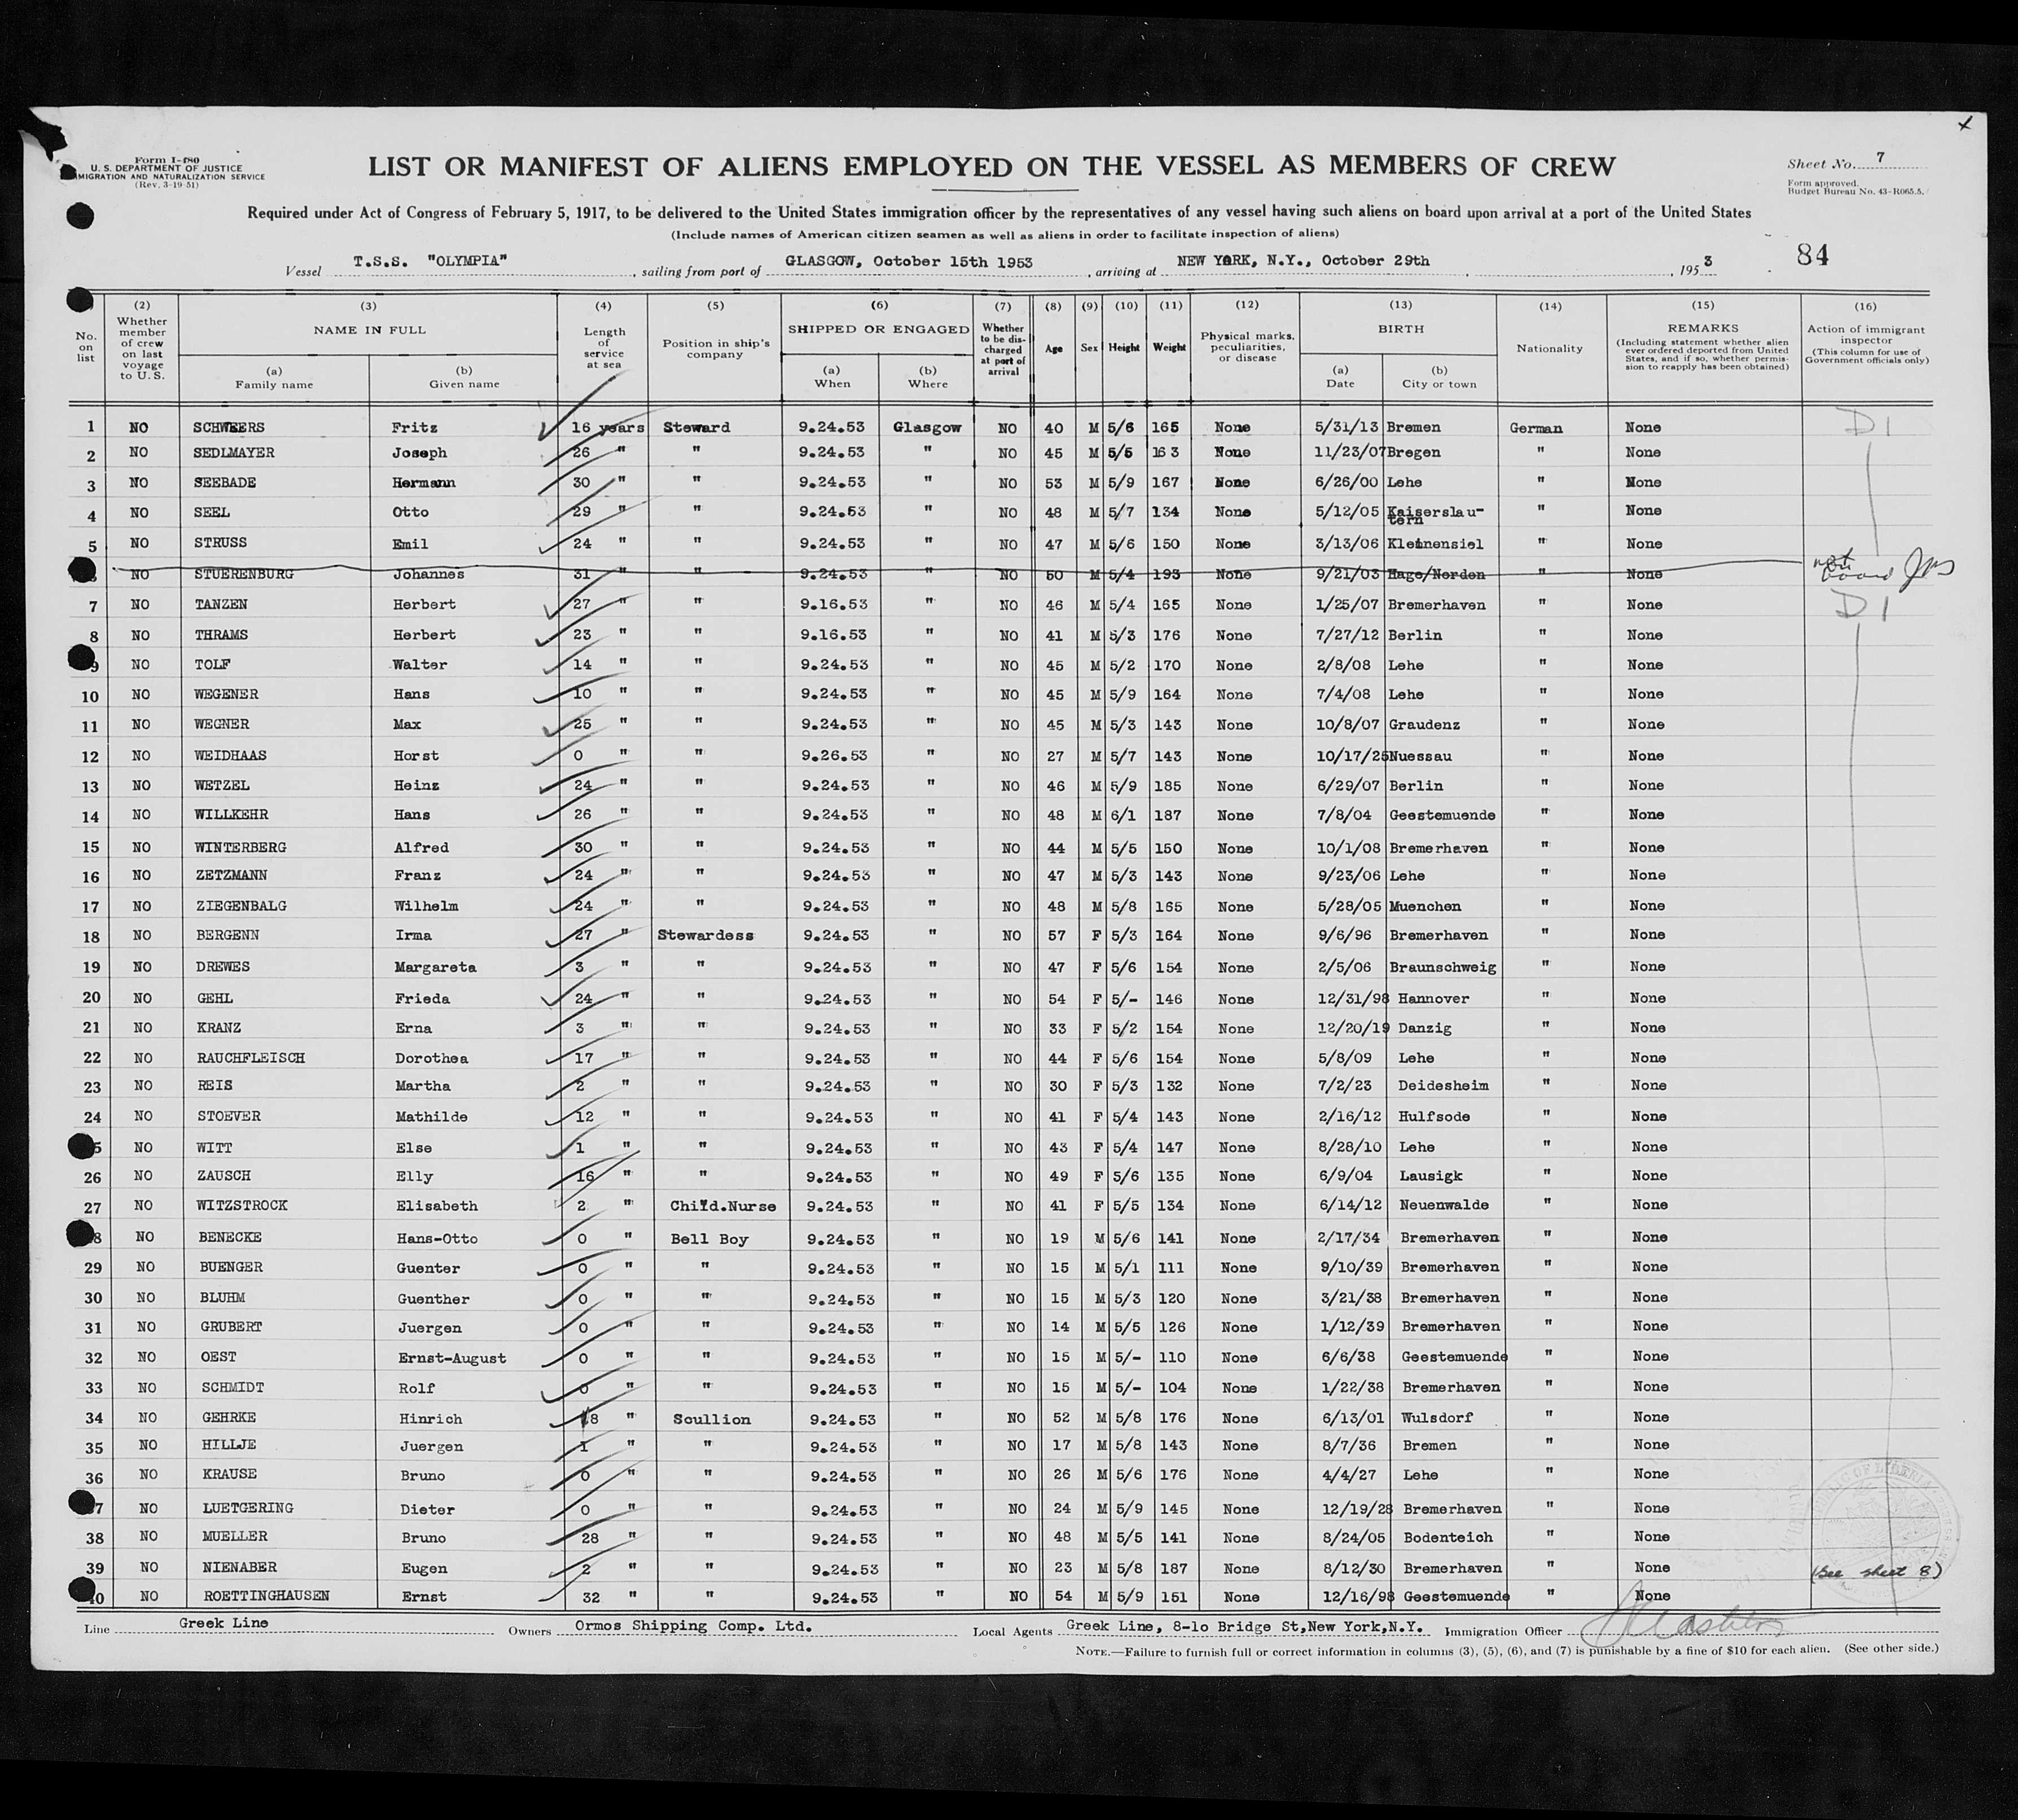 Form I-480
U. S. DEPARTMENT OF JUSTICE
IMMIGRATION AND NATURALIZATION SERVICE
(Rev. 3-19-51)
LIST OR MANIFEST OF ALIENS EMPLOYED ON THE VESSEL AS MEMBERS OF CREW
Sheet No. 7
Form approved.
Budget Bureau No. 43-R065.5.
Required under Act of Congress of February 5, 1917, to be delivered to the United States immigration officer by the representatives of any vessel having such aliens on board upon arrival at a port of the United States
(Include names of American citizen seamen as well as aliens in order to facilitate inspection of aliens)
84
Vessel T.S.S. "OLYMPIA", sailing from port of GLASGOW, October 15th 1953, arriving at NEW YORK, N.Y., October 29th, 1953
No. on list (2) Whether member of crew on last voyage to U.S. (3) NAME IN FULL (a) Family name (b) Given name (4) Length of service at sea (5) Position in ship's company (6) SHIPPED OR ENGAGED (a) When (b) Where (7) Whether to be discharged at port of arrival (8) Age (9) Sex (10) Height (11) Weight (12) Physical marks, peculiarities, or disease (13) BIRTH (a) Date (b) City or town (14) Nationality (15) REMARKS (Including statement whether alien ever ordered deported from United States, and if so, whether permission to reapply has been obtained) (16) Action of immigrant inspector (This column for use of Government officials only)
1 NO SCHWEERS Fritz 16 years Steward 9.24.53 Glasgow NO 40 M 5/6 165 None 5/31/13 Bremen German None D 1
2 NO SEDLMAYER Joseph 26 " " 9.24.53 " NO 45 M 5/5 163 None 11/23/07 Bregen " None
3 NO SEEBADE Hermann 30 " " 9.24.53 " NO 53 M 5/9 167 None 6/26/00 Lehe " None
4 NO SEEL Otto 29 " " 9.24.53 " NO 48 M 5/7 134 None 5/12/05 Kaiserslautern " None
5 NO STRUSS Emil 24 " " 9.24.53 " NO 47 M 5/6 150 None 3/13/06 Kleinensiel " None
NO STUERENBURG Johannes 31 " " 9.24.53 " NO 50 M 5/4 193 None 9/21/03 Hage/Norden " None not board
7 NO TANZEN Herbert 27 " " 9.16.53 " NO 46 M 5/4 165 None 1/25/07 Bremerhaven " None D 1
8 NO THRAMS Herbert 23 " " 9.16.53 " NO 41 M 5/3 176 None 7/27/12 Berlin " None
9 NO TOLF Walter 14 " " 9.24.53 " NO 45 M 5/2 170 None 2/8/08 Lehe " None
10 NO WEGENER Hans 10 " " 9.24.53 " NO 45 M 5/9 164 None 7/4/08 Lehe " None
11 NO WEGNER Max 25 " " 9.24.53 " NO 45 M 5/3 143 None 10/8/07 Graudenz " None
12 NO WEIDHAAS Horst 0 " " 9.26.53 " NO 27 M 5/7 143 None 10/17/25 Nuessau " None
13 NO WETZEL Heinz 24 " " 9.24.53 " NO 46 M 5/9 185 None 6/29/07 Berlin " None
14 NO WILLKEHR Hans 26 " " 9.24.53 " NO 48 M 6/1 187 None 7/8/04 Geestemuende " None
15 NO WINTERBERG Alfred 30 " " 9.24.53 " NO 44 M 5/5 150 None 10/1/08 Bremerhaven " None
16 NO ZETZMANN Franz 24 " " 9.24.53 " NO 47 M 5/3 143 None 9/23/06 Lehe " None
17 NO ZIEGENBALG Wilhelm 24 " " 9.24.53 " NO 48 M 5/8 165 None 5/28/05 Muenchen " None
18 NO BERGENN Irma 27 " Stewardess 9.24.53 " NO 57 F 5/3 164 None 9/6/96 Bremerhaven " None
19 NO DREWES Margareta 3 " " 9.24.53 " NO 47 F 5/6 154 None 2/5/06 Braunschweig " None
20 NO GEHL Frieda 24 " " 9.24.53 " NO 54 F 5/- 146 None 12/31/98 Hannover " None
21 NO KRANZ Erna 3 " " 9.24.53 " NO 33 F 5/2 154 None 12/20/19 Danzig " None
22 NO RAUCHFLEISCH Dorothea 17 " " 9.24.53 " NO 44 F 5/6 154 None 5/8/09 Lehe " None
23 NO REIS Martha 2 " " 9.24.53 " NO 30 F 5/3 132 None 7/2/23 Deidesheim " None
24 NO STOEVER Mathilde 12 " " 9.24.53 " NO 41 F 5/4 143 None 2/16/12 Hulfsode " None
25 NO WITT Else 1 " " 9.24.53 " NO 43 F 5/4 147 None 8/28/10 Lehe " None
26 NO ZAUSCH Elly 16 " " 9.24.53 " NO 49 F 5/6 135 None 6/9/04 Lausigk " None
27 NO WITZSTROCK Elisabeth 2 " Child.Nurse 9.24.53 " NO 41 F 5/5 134 None 6/14/12 Neuenwalde " None
28 NO BENECKE Hans-Otto 0 " Bell Boy 9.24.53 " NO 19 M 5/6 141 None 2/17/34 Bremerhaven " None
29 NO BUENGER Guenter 0 " " 9.24.53 " NO 15 M 5/1 111 None 9/10/39 Bremerhaven " None
30 NO BLUHM Guenther 0 " " 9.24.53 " NO 15 M 5/3 120 None 3/21/38 Bremerhaven " None
31 NO GRUBERT Juergen 0 " " 9.24.53 " NO 14 M 5/5 126 None 1/12/39 Bremerhaven " None
32 NO OEST Ernst-August 0 " " 9.24.53 " NO 15 M 5/- 110 None 6/6/38 Geestemuende " None
33 NO SCHMIDT Rolf 0 " " 9.24.53 " NO 15 M 5/- 104 None 1/22/38 Bremerhaven " None
34 NO GEHRKE Hinrich 18 " Scullion 9.24.53 " NO 52 M 5/8 176 None 6/13/01 Wulsdorf " None
35 NO HILLJE Juergen 1 " " 9.24.53 " NO 17 M 5/8 143 None 8/7/36 Bremen " None
36 NO KRAUSE Bruno 0 " " 9.24.53 " NO 26 M 5/6 176 None 4/4/27 Lehe " None
37 NO LUETGERING Dieter 0 " " 9.24.53 " NO 24 M 5/9 145 None 12/19/28 Bremerhaven " None
38 NO MUELLER Bruno 28 " " 9.24.53 " NO 48 M 5/5 141 None 8/24/05 Bodenteich " None
39 NO NIENABER Eugen 2 " " 9.24.53 " NO 23 M 5/8 187 None 8/12/30 Bremerhaven " None (See sheet 8)
40 NO ROETTINGHAUSEN Ernst 32 " " 9.24.53 " NO 54 M 5/9 151 None 12/16/98 Geestemuende " None
Line Greek Line Owners Ormos Shipping Comp. Ltd. Local Agents Greek Line, 8-10 Bridge St,New York,N.Y. Immigration Officer
NOTE.—Failure to furnish full or correct information in columns (3), (5), (6), and (7) is punishable by a fine of $10 for each alien. (See other side.)